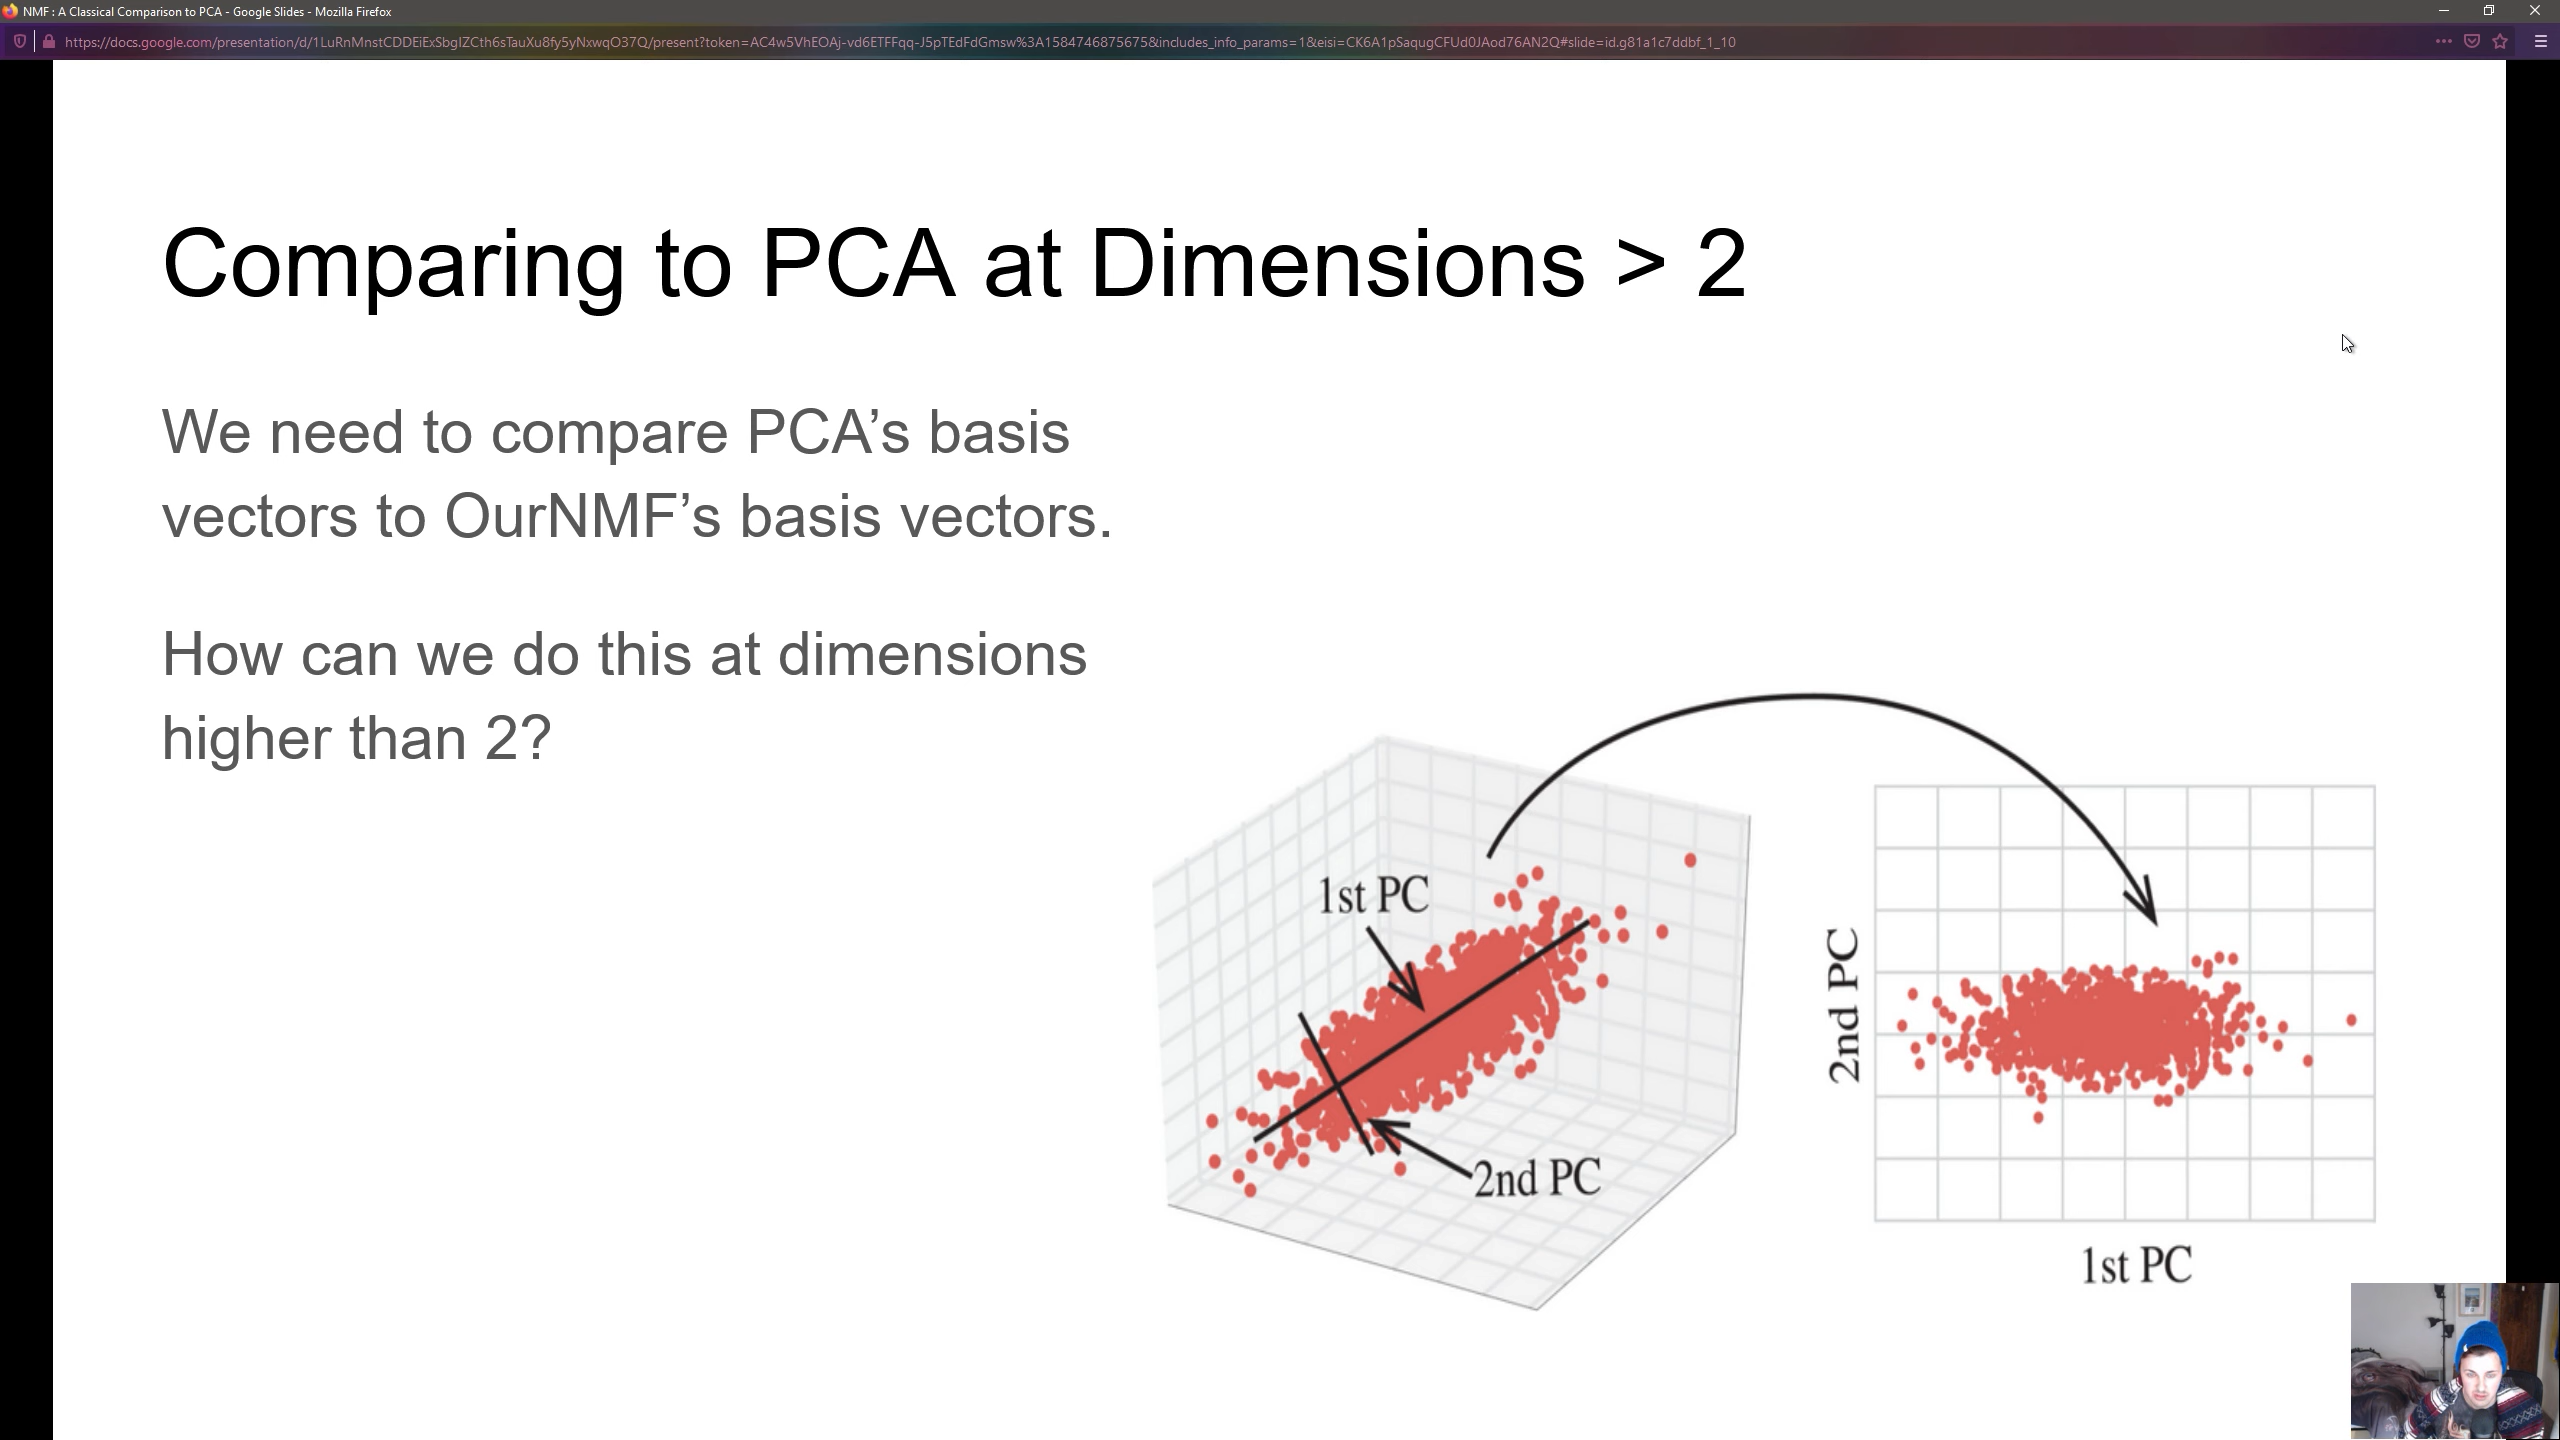 NMF : A Classical Comparison to PCA - Google Slides - Mozilla Firefox
https://docs.google.com/presentation/d/1LuRnMnstCDDEiExSbgIZCth6sTauXu8fy5yNxwqO37Q/present?token=AC4w5VhEOAj-vd6ETFFqq-J5pTEdFdGmsw%3A1584746875675&includes_info_params=1&eisi=CK6A1pSaqugCFUd0JAod76AN2Q#slide=id.g81a1c7ddbf_1_10
Comparing to PCA at Dimensions > 2
We need to compare PCA’s basis
vectors to OurNMF’s basis vectors.
How can we do this at dimensions
higher than 2?
1st PC
2nd PC
2nd PC
1st PC